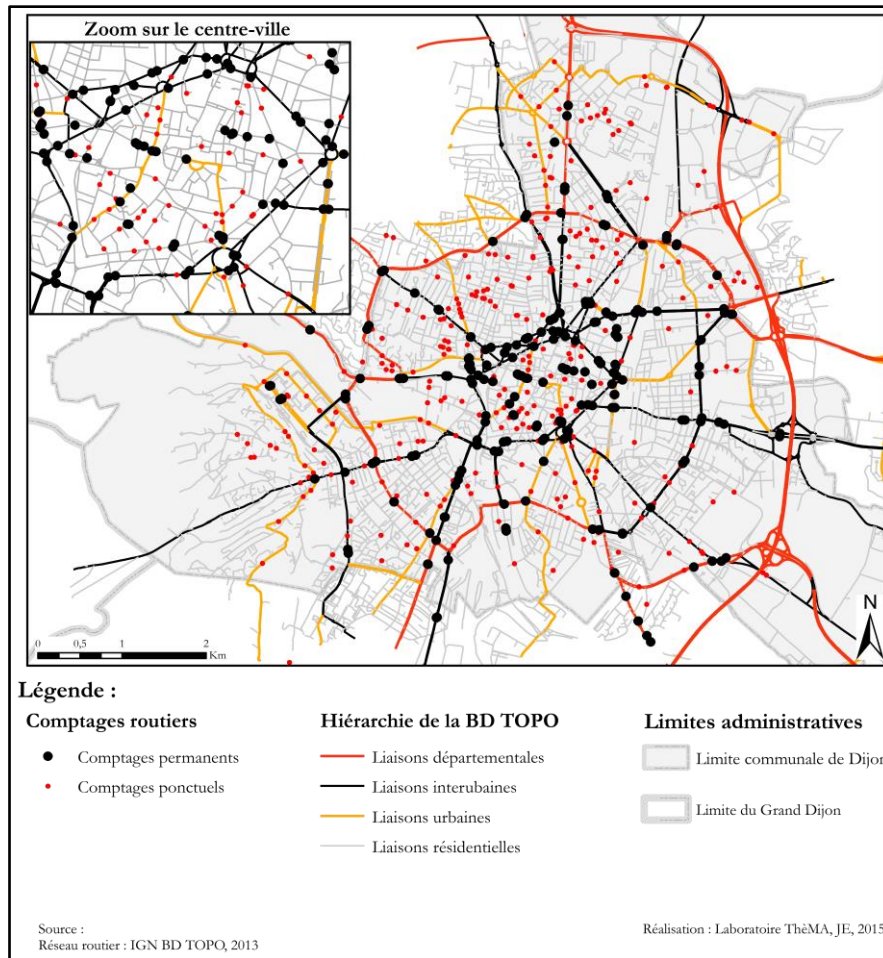 Zoom sur le centre-ville
N
0 0,5 1 2
Km
Légende :
Comptages routiers
Comptages permanents
Comptages ponctuels
Hiérarchie de la BD TOPO
Liaisons départementales
Liaisons interubaines
Liaisons urbaines
Liaisons résidentielles
Limites administratives
Limite communale de Dijon
Limite du Grand Dijon
Source :
Réseau routier : IGN BD TOPO, 2013
Réalisation : Laboratoire ThèMA, JE, 2015